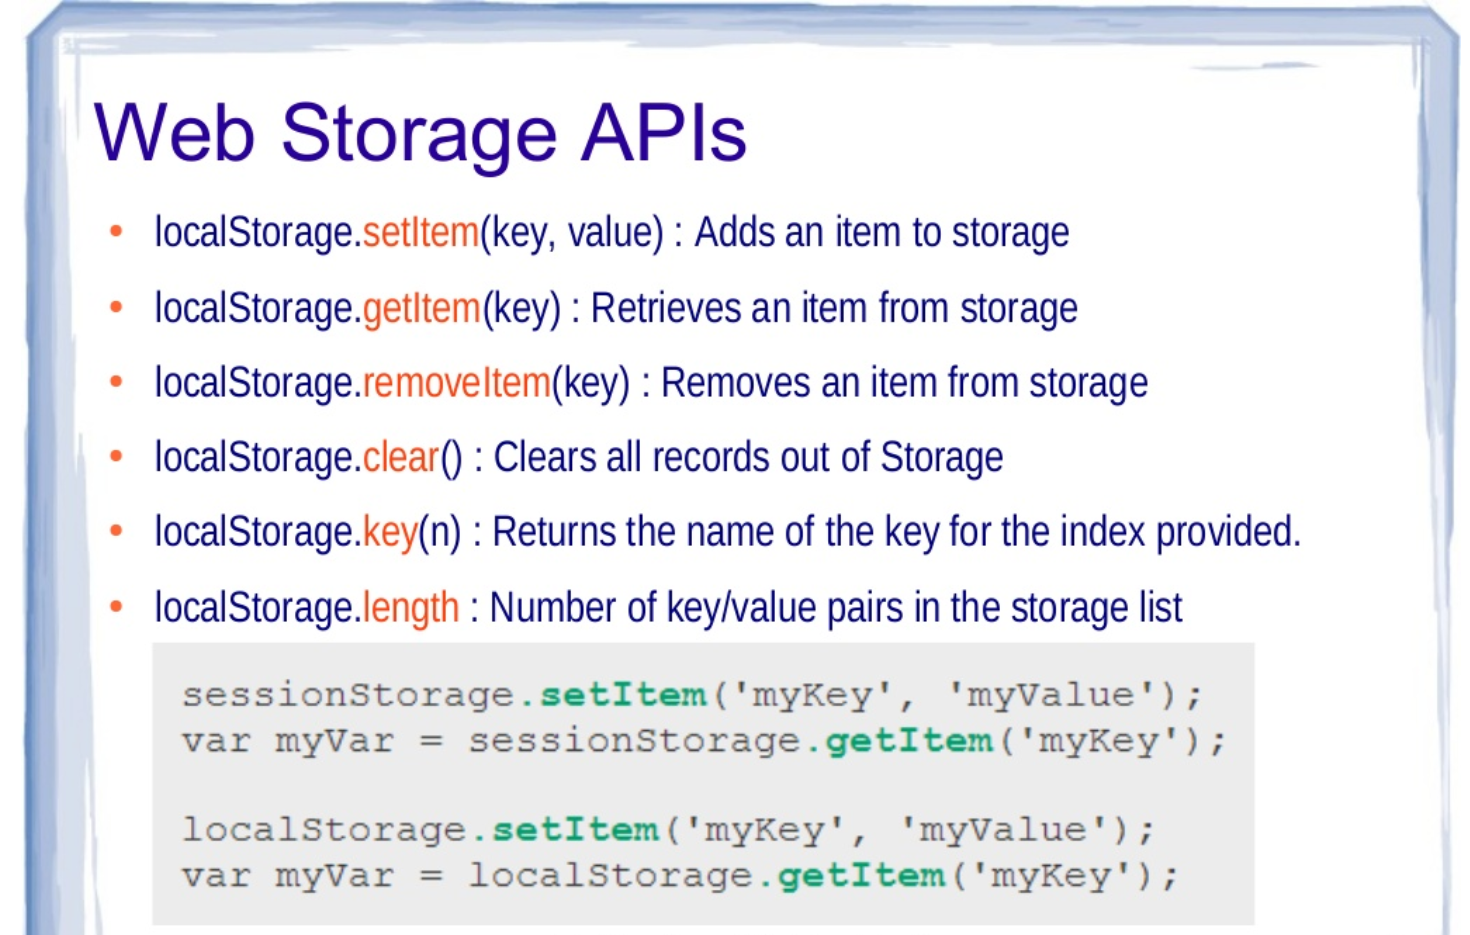 Web Storage APIs
• localStorage.setItem(key, value) : Adds an item to storage
• localStorage.getItem(key) : Retrieves an item from storage
• localStorage.removeItem(key) : Removes an item from storage
• localStorage.clear() : Clears all records out of Storage
• localStorage.key(n) : Returns the name of the key for the index provided.
• localStorage.length : Number of key/value pairs in the storage list
sessionStorage.setItem('myKey', 'myValue');
var myVar = sessionStorage.getItem('myKey');
localStorage.setItem('myKey', 'myValue');
var myVar = localStorage.getItem('myKey');